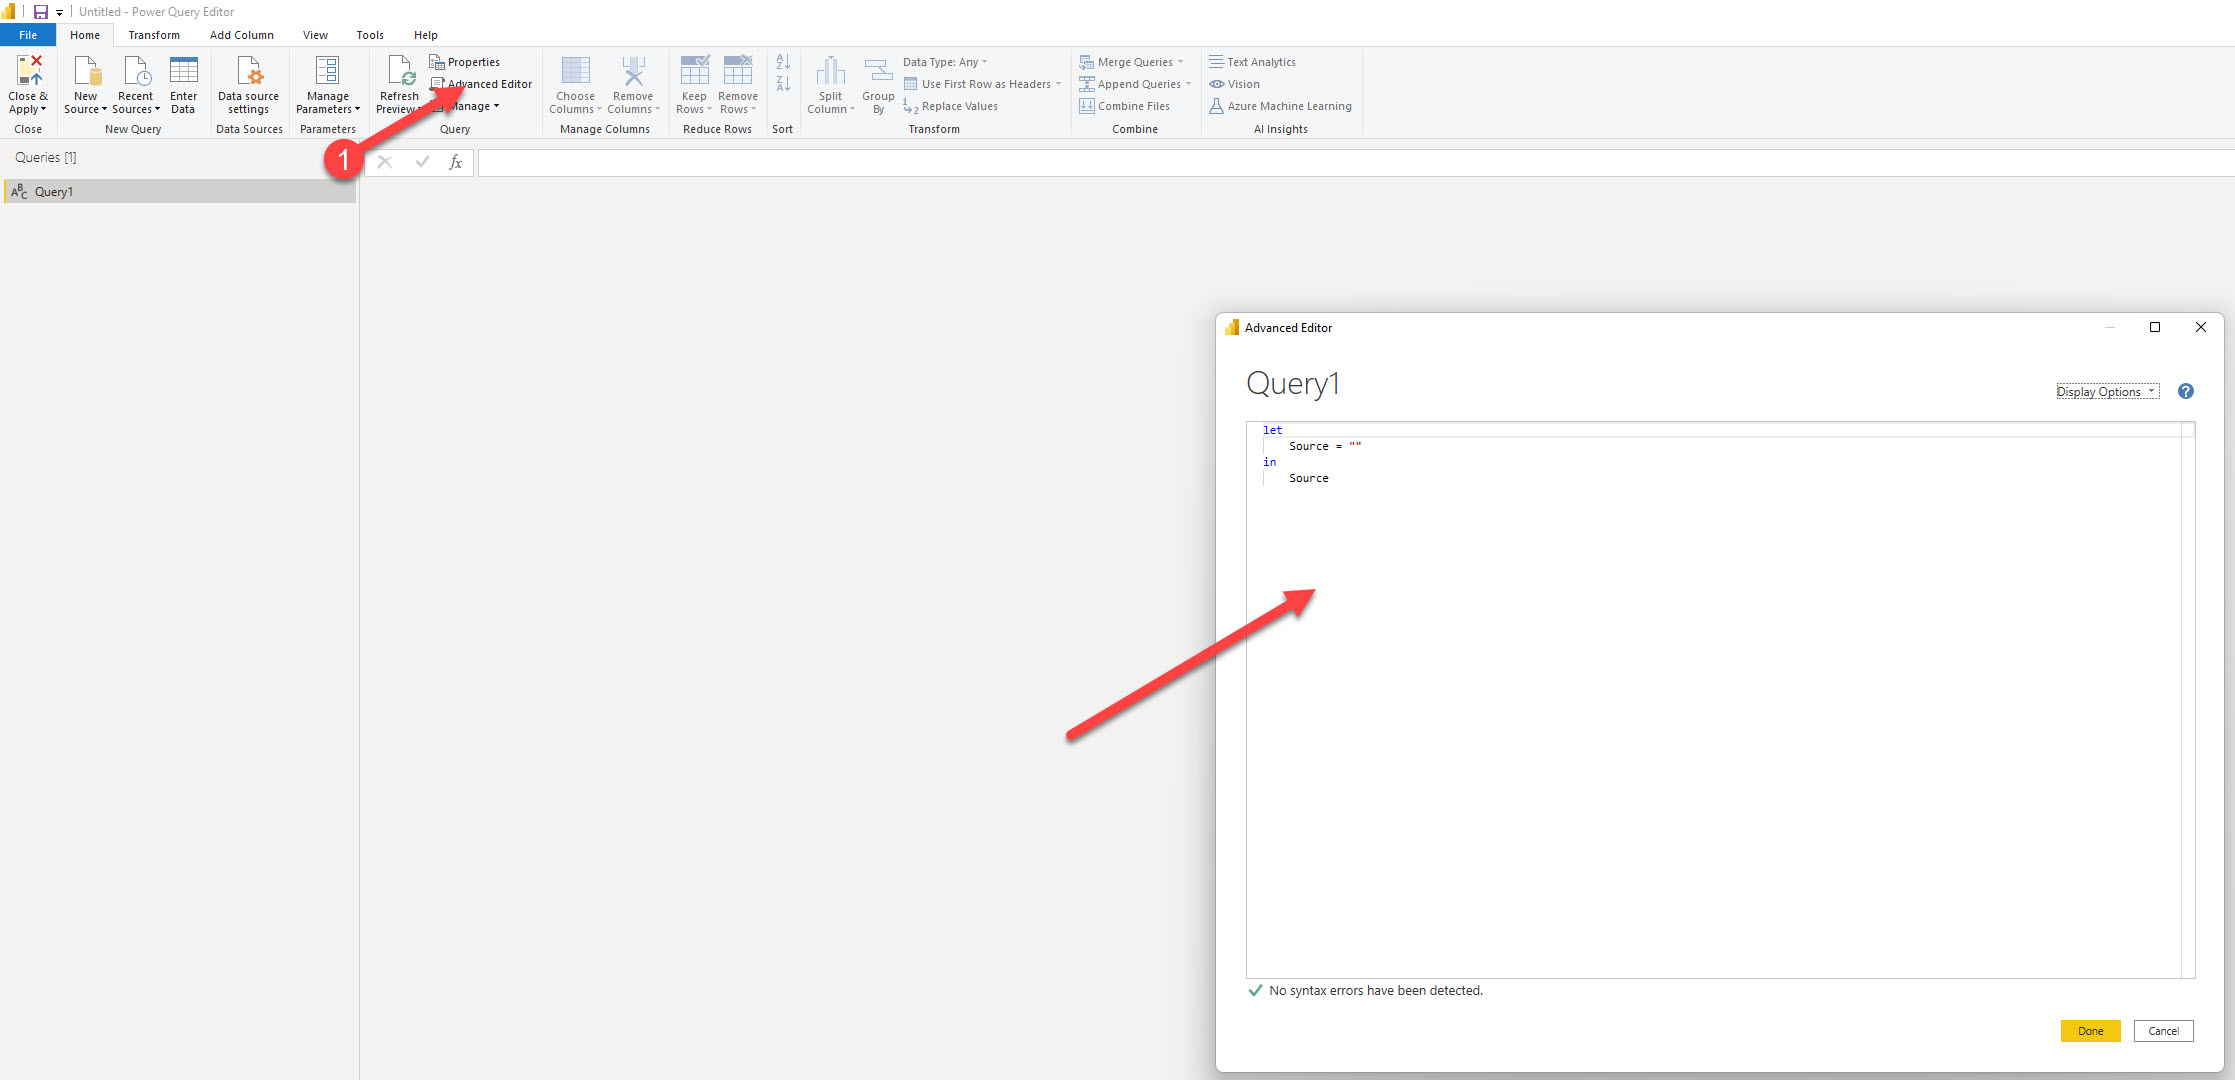 Untitled - Power Query Editor
File Home Transform Add Column View Tools Help
Close & Apply
Close
New Source
Recent Sources
Enter Data
New Query
Data source settings
Data Sources
Manage Parameters
Parameters
Refresh Preview
Properties
Advanced Editor
Manage
Query
Choose Columns
Remove Columns
Manage Columns
Keep Rows
Remove Rows
Reduce Rows
A Z
Z A
Sort
Split Column
Group By
Data Type: Any
Use First Row as Headers
1 2 Replace Values
Transform
Merge Queries
Append Queries
Combine Files
Combine
Text Analytics
Vision
Azure Machine Learning
AI Insights
1
Queries [1]
fx
ABC Query1
Advanced Editor
Query1
Display Options
?
let
Source = ""
in
Source
No syntax errors have been detected.
Done
Cancel